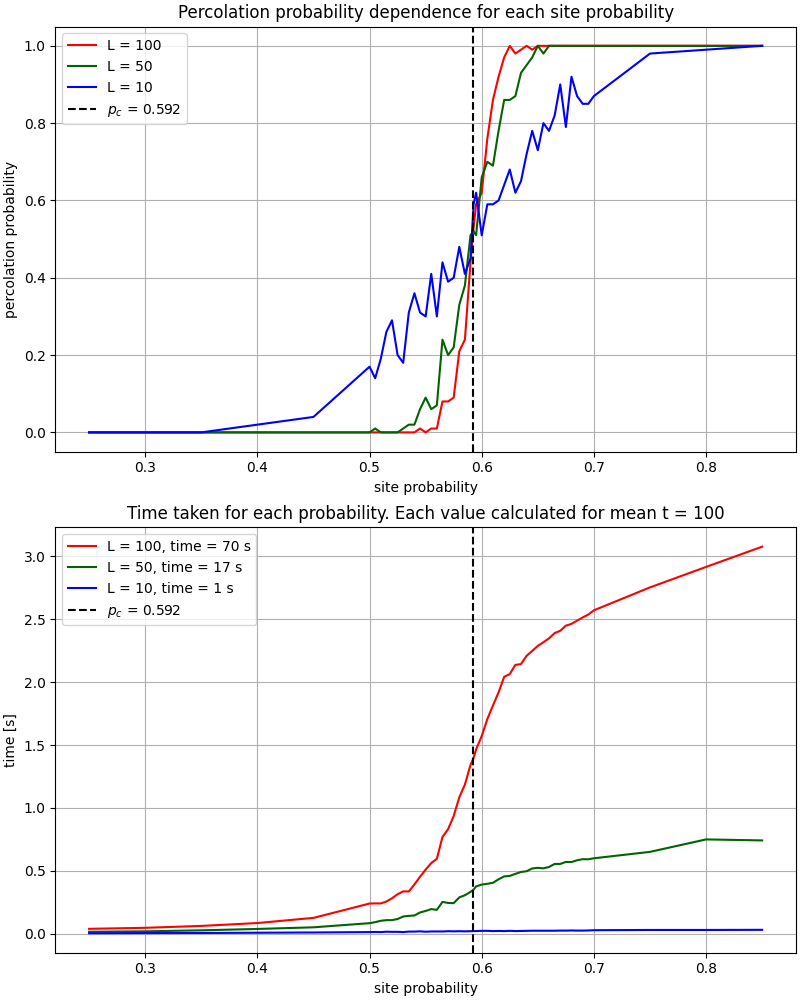 Percolation probability dependence for each site probability
percolation probability
1.0
0.8
0.6
0.4
0.2
0.0
L = 100
L = 50
L = 10
p_c = 0.592
0.3 0.4 0.5 0.6 0.7 0.8
site probability
Time taken for each probability. Each value calculated for mean t = 100
time [s]
3.0
2.5
2.0
1.5
1.0
0.5
0.0
L = 100, time = 70 s
L = 50, time = 17 s
L = 10, time = 1 s
p_c = 0.592
0.3 0.4 0.5 0.6 0.7 0.8
site probability